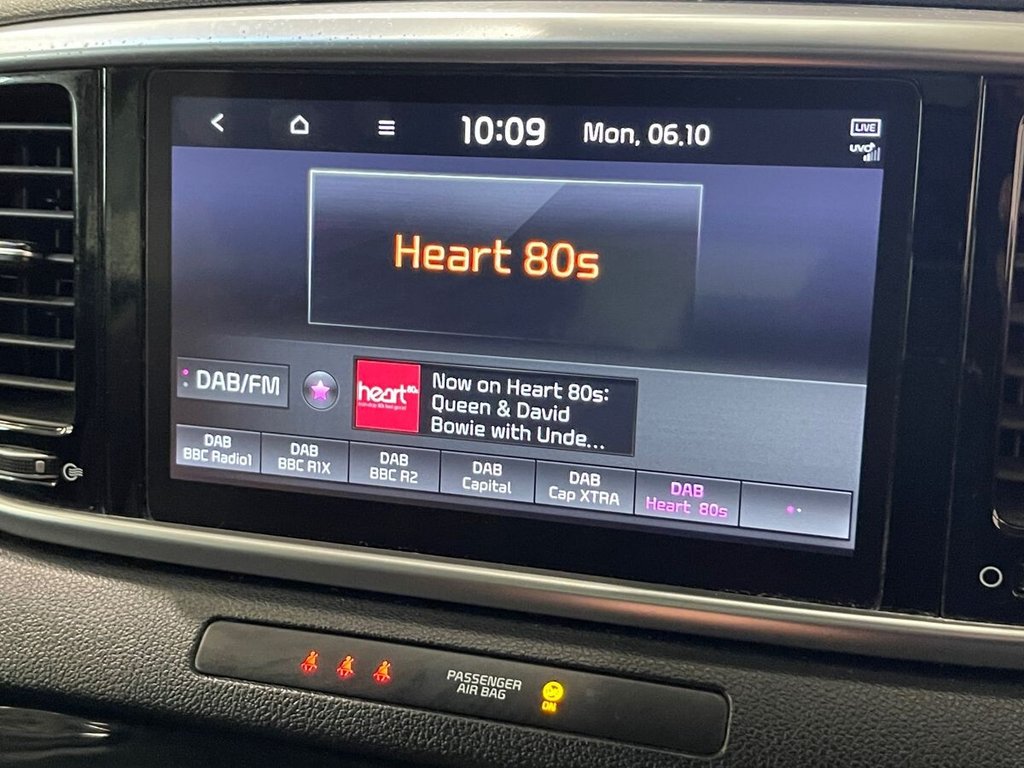 10:09 Mon, 06.10
LIVE
UVO
Heart 80s
DAB/FM
heart 80s
Now on Heart 80s:
Queen & David
Bowie with Unde...
DAB
BBC Radio1
DAB
BBC R1X
DAB
BBC R2
DAB
Capital
DAB
Cap XTRA
DAB
Heart 80s
PASSENGER
AIR BAG
ON